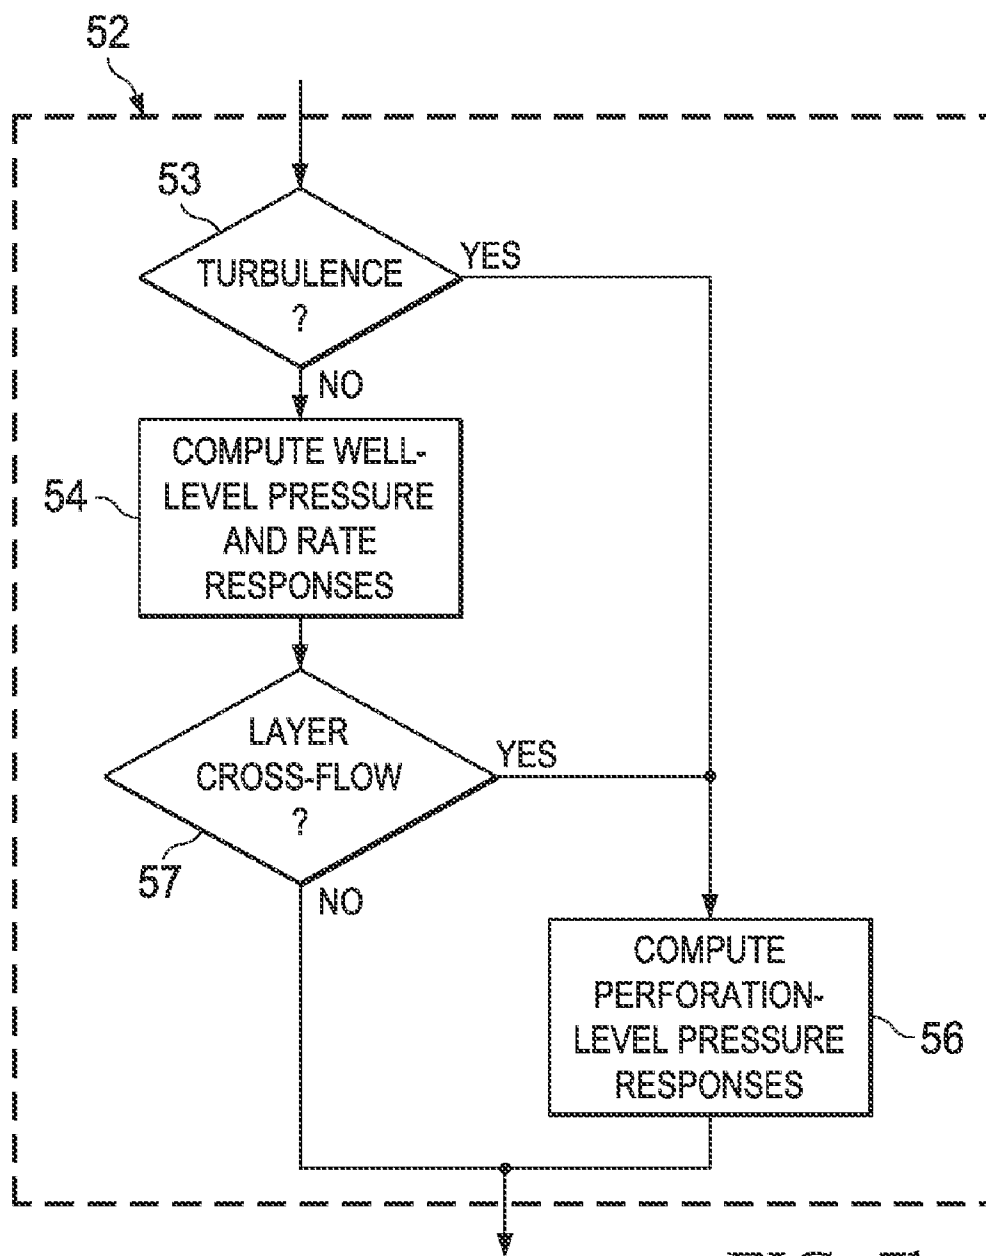 52
53
TURBULENCE
?
YES
NO
54
COMPUTE WELL-
LEVEL PRESSURE
AND RATE
RESPONSES
LAYER
CROSS-FLOW
?
YES
57
NO
COMPUTE
PERFORATION-
LEVEL PRESSURE
RESPONSES
56